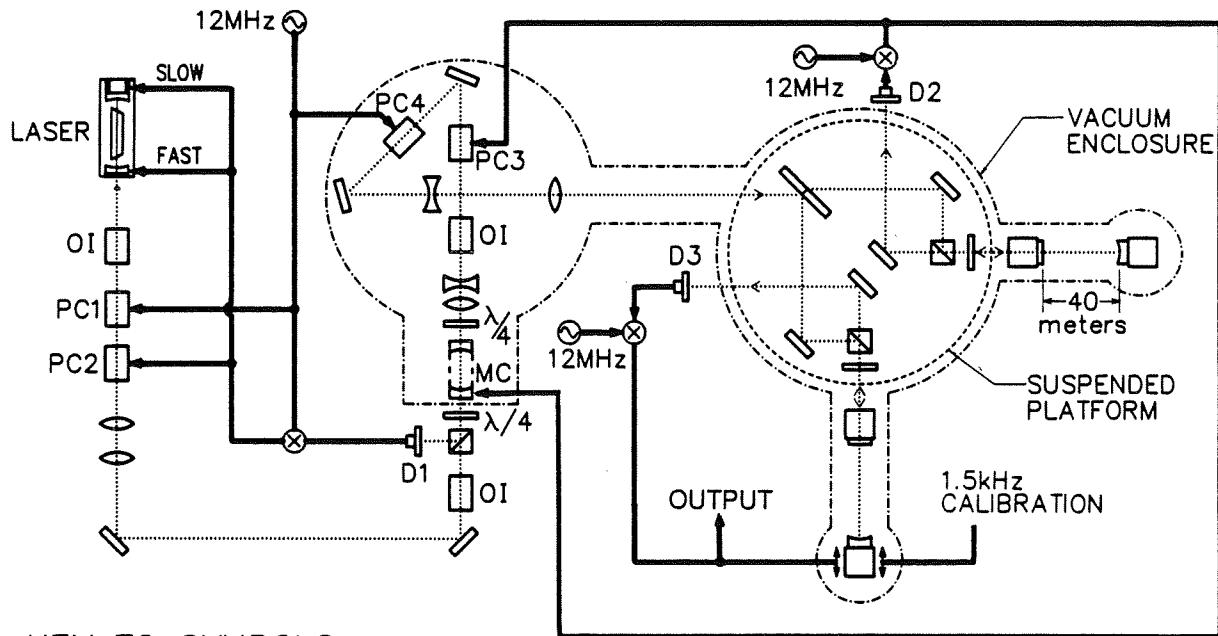 12MHz
SLOW
LASER
FAST
PC4
PC3
12MHz
D2
VACUUM
ENCLOSURE
OI
OI
D3
PC1
λ/4
40
meters
PC2
MC
12MHz
SUSPENDED
PLATFORM
λ/4
D1
OI
OUTPUT
1.5kHz
CALIBRATION